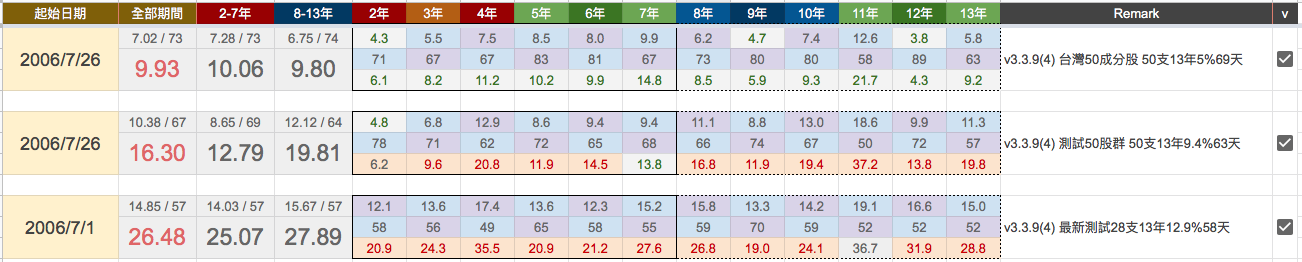 起始日期 全部期間 2-7年 8-13年 2年 3年 4年 5年 6年 7年 8年 9年 10年 11年 12年 13年 Remark v
7.02 / 73 7.28 / 73 6.75 / 74 4.3 5.5 7.5 8.5 8.0 9.9 6.2 4.7 7.4 12.6 3.8 5.8
2006/7/26 9.93 10.06 9.80 71 67 67 83 81 67 73 80 80 58 89 63 v3.3.9(4) 台灣50成分股 50支13年5%69天
6.1 8.2 11.2 10.2 9.9 14.8 8.5 5.9 9.3 21.7 4.3 9.2
10.38 / 67 8.65 / 69 12.12 / 64 4.8 6.8 12.9 8.6 9.4 9.4 11.1 8.8 13.0 18.6 9.9 11.3
2006/7/26 16.30 12.79 19.81 78 71 62 72 65 68 66 74 67 50 72 57 v3.3.9(4) 測試50股群 50支13年9.4%63天
6.2 9.6 20.8 11.9 14.5 13.8 16.8 11.9 19.4 37.2 13.8 19.8
14.85 / 57 14.03 / 57 15.67 / 57 12.1 13.6 17.4 13.6 12.3 15.2 15.8 13.3 14.2 19.1 16.6 15.0
2006/7/1 26.48 25.07 27.89 58 56 49 65 58 55 59 70 59 52 52 52 v3.3.9(4) 最新測試28支13年12.9%58天
20.9 24.3 35.5 20.9 21.2 27.6 26.8 19.0 24.1 36.7 31.9 28.8